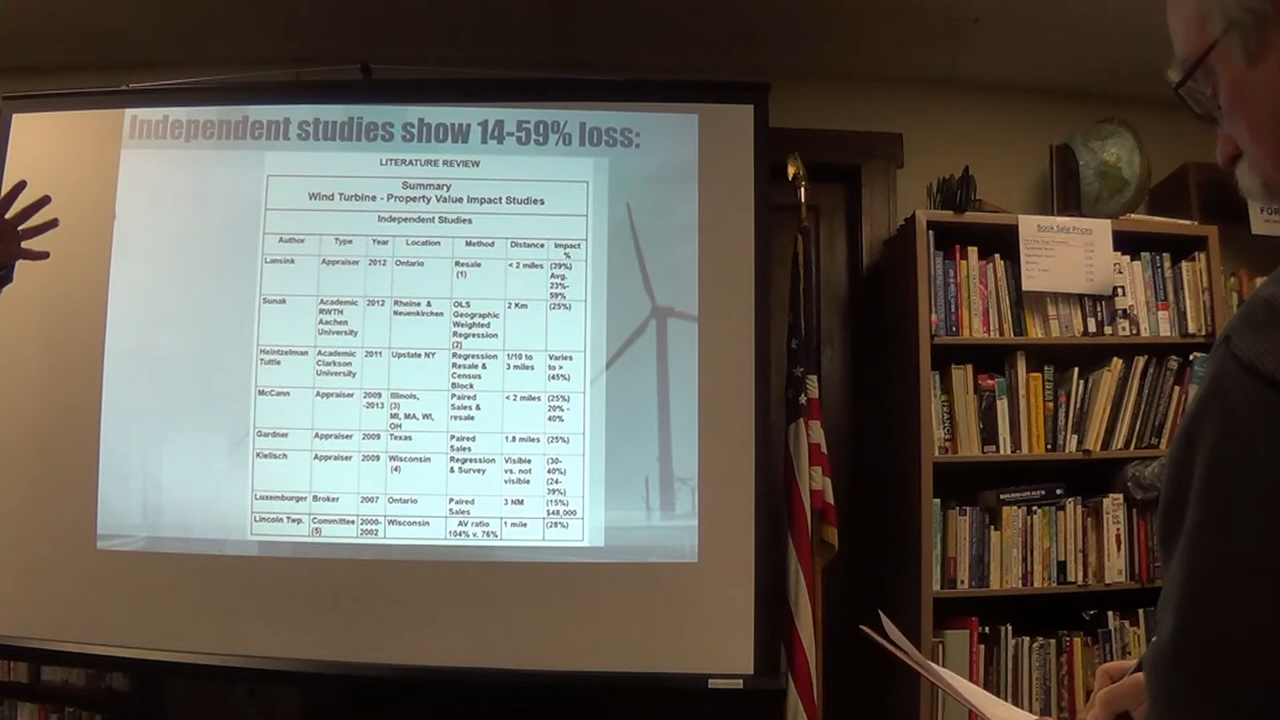 Independent studies show 14-59% loss:
LITERATURE REVIEW
Summary
Wind Turbine - Property Value Impact Studies
Independent Studies
Author Type Year Location Method Distance Impact %
Lansink Appraiser 2012 Ontario Resale (1) < 2 miles (39%) Avg. 23%- 59%
Sunak Academic RWTH Aachen University 2012 Rheine & Neuenkirchen OLS Geographic Weighted Regression (2) 2 Km (25%)
Heintzelman Tuttle Academic Clarkson University 2011 Upstate NY Regression Resale & Census Block 1/10 to 3 miles Varies to > (45%)
McCann Appraiser 2009 -2013 Illinois, (3) MI, MA, WI, OH Paired Sales & resale < 2 miles (25%) 20% - 40%
Gardner Appraiser 2009 Texas Paired Sales 1.8 miles (25%)
Kielisch Appraiser 2009 Wisconsin (4) Regression & Survey Visible vs. not visible (30- 40%) (24- 39%)
Luxemburger Broker 2007 Ontario Paired Sales 3 NM (15%) $48,000
Lincoln Twp. Committee (5) 2000- 2002 Wisconsin AV ratio 104% v. 76% 1 mile (28%)
Book Sale Prices
FOR